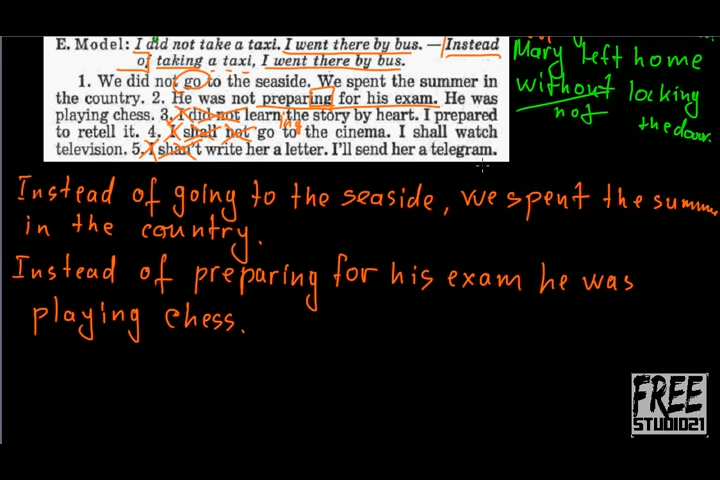 E. Model: I did not take a taxi. I went there by bus. — Instead
of taking a taxi, I went there by bus.
1. We did not go to the seaside. We spent the summer in
the country. 2. He was not preparing for his exam. He was
playing chess. 3. I did not learn the story by heart. I prepared
to retell it. 4. I shall not go to the cinema. I shall watch
television. 5. I shan't write her a letter. I'll send her a telegram.
ing
Mary left home
without locking
not
the door.
Instead of going to the seaside, we spent the summer
in the country.
Instead of preparing for his exam he was
playing chess.
FREE
STUDIO21